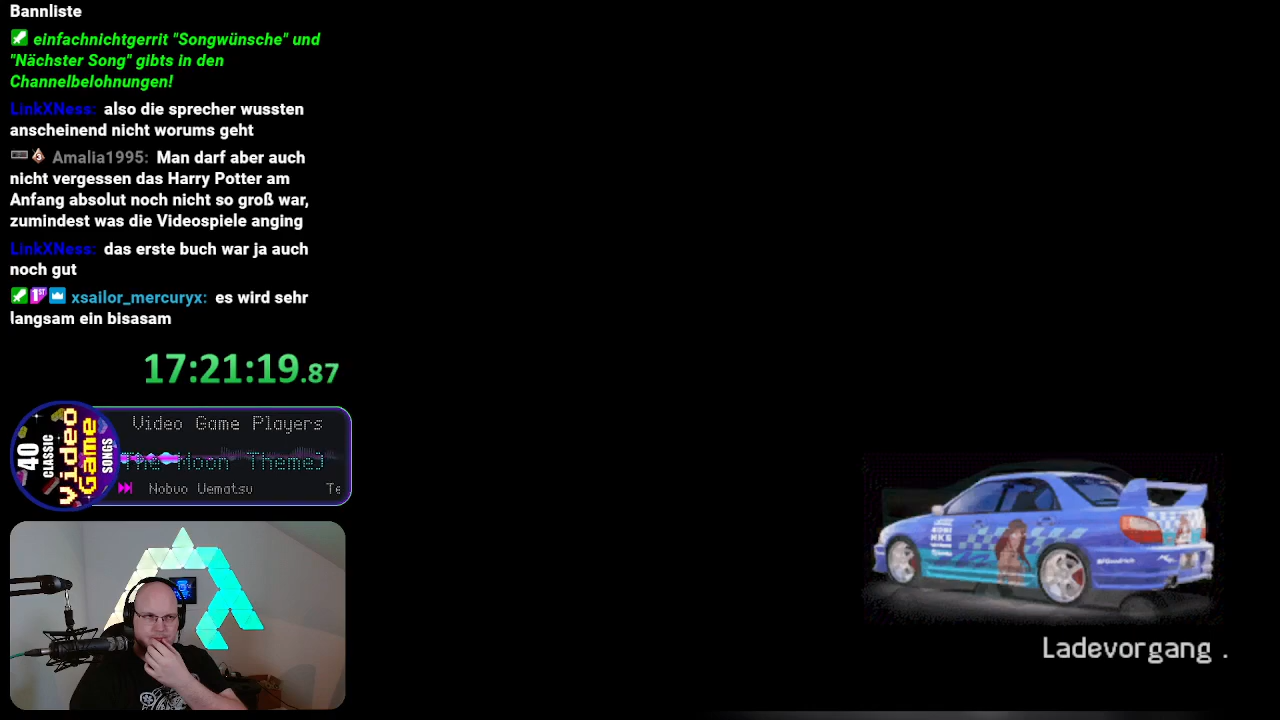 Bannliste
einfachnichtgerrit "Songwünsche" und
"Nächster Song" gibts in den
Channelbelohnungen!
LinkXNess: also die sprecher wussten
anscheinend nicht worums geht
Amalia1995: Man darf aber auch
nicht vergessen das Harry Potter am
Anfang absolut noch nicht so groß war,
zumindest was die Videospiele anging
LinkXNess: das erste buch war ja auch
noch gut
1ST xsailor_mercuryx: es wird sehr
langsam ein bisasam
17:21:19.87
40 CLASSIC
Video Game
SONGS
Video Game Players
The Moon Theme]
Nobuo Uematsu Te
Ladevorgang .